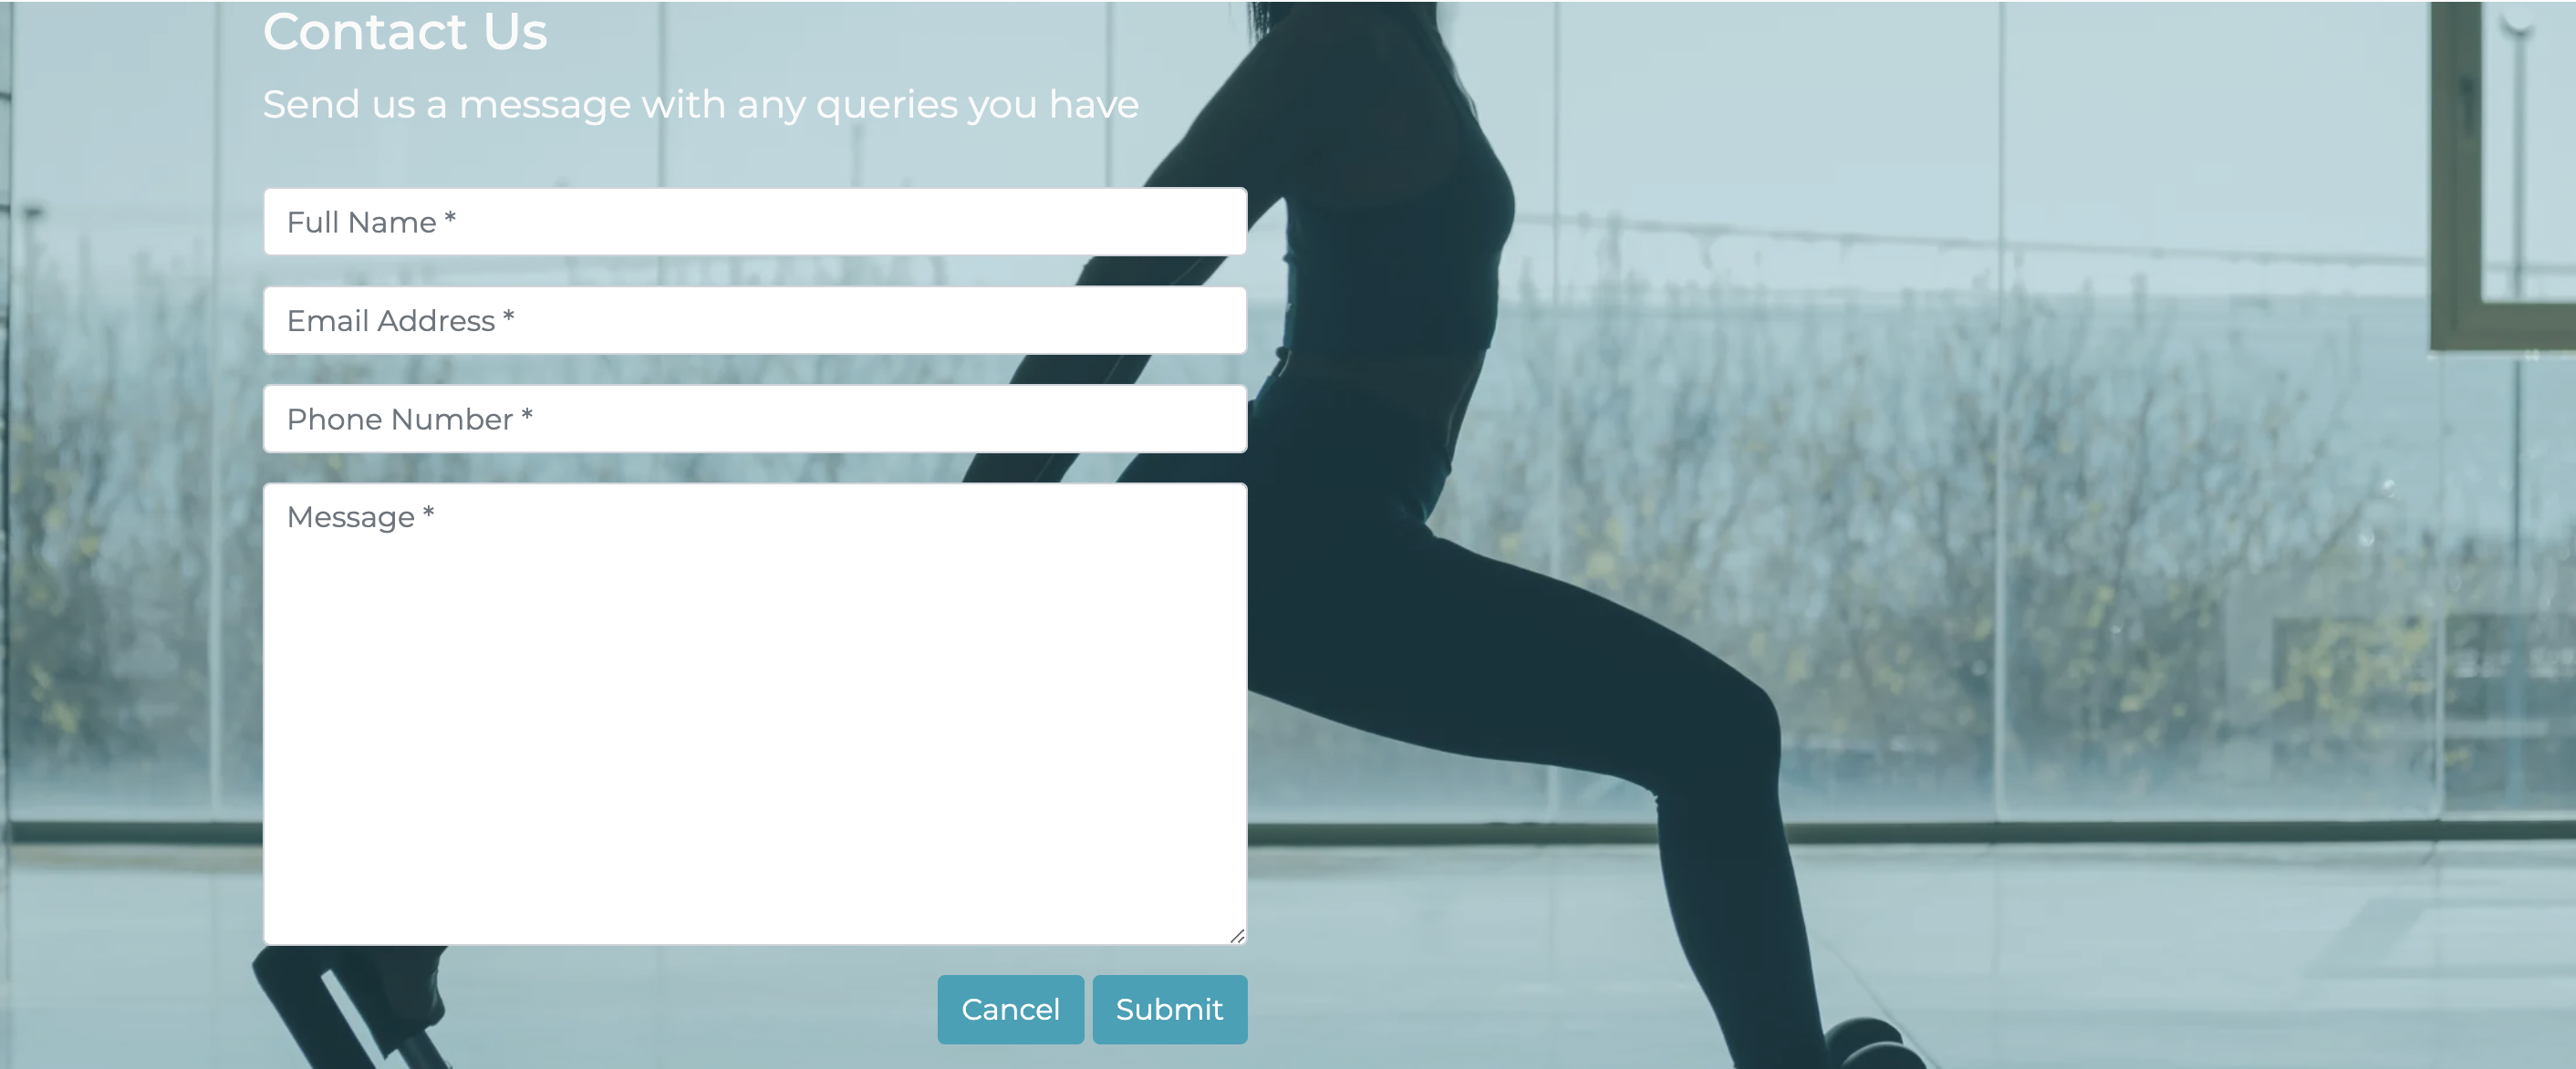 Contact Us
Send us a message with any queries you have
Full Name *
Email Address *
Phone Number *
Message *
Cancel Submit